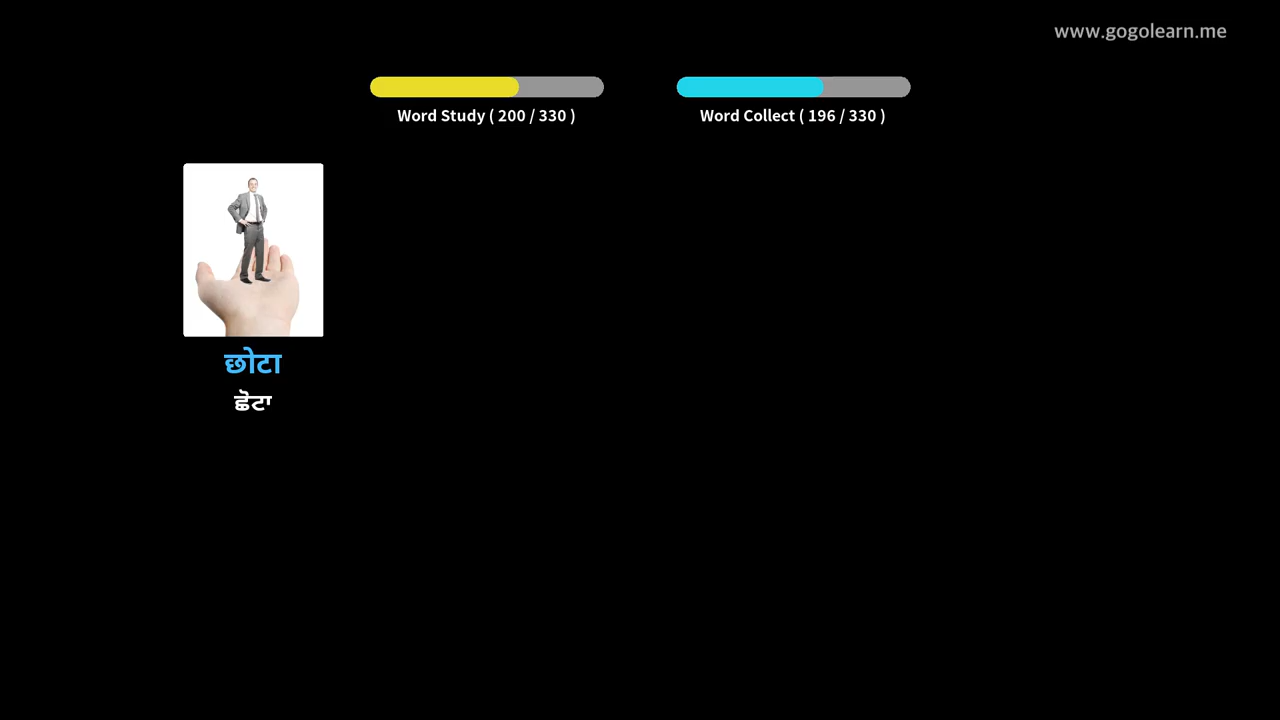 www.gogolearn.me
Word Study ( 200 / 330 )
Word Collect ( 196 / 330 )
छोटा
ਛੋਟਾ